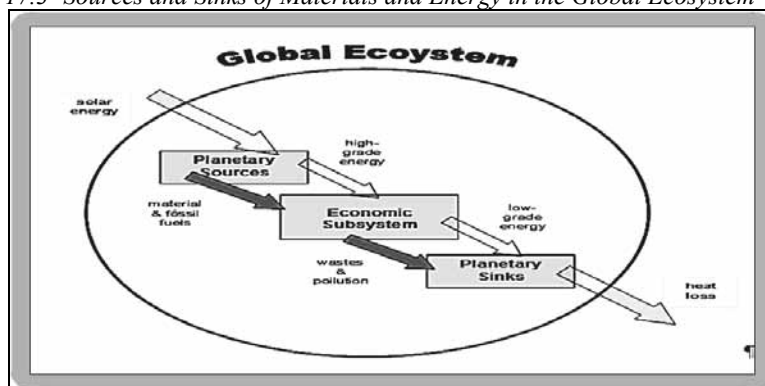 17.3 Sources and Sinks of Materials and Energy in the Global Ecosystem
Global Ecoystem
solar
energy
high-
grade
energy
Planetary
Sources
material
& fossil
fuels
Economic
Subsystem
low-
grade
energy
wastes
&
pollution
Planetary
Sinks
heat
loss
¶